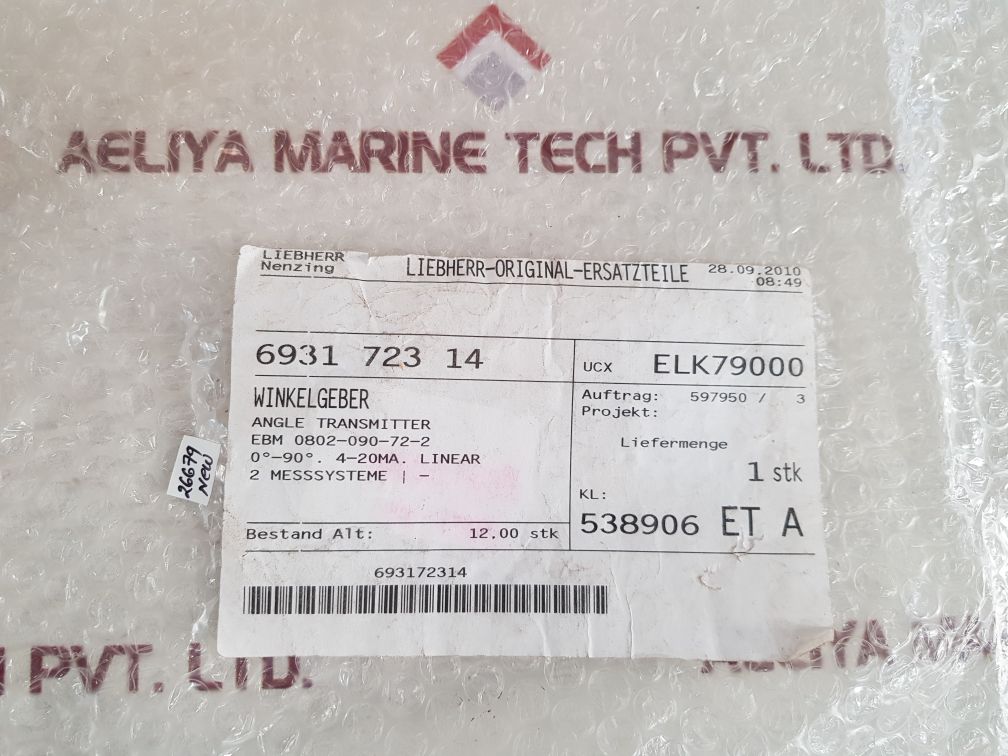 AELIYA MARINE TECH PVT. LTD.
LIEBHERR
Nenzing
LIEBHERR-ORIGINAL-ERSATZTEILE
28.09.2010
08:49
6931 723 14
UCX ELK79000
WINKELGEBER
ANGLE TRANSMITTER
EBM 0802-090-72-2
0°-90°. 4-20MA. LINEAR
2 MESSSYSTEME | -
Auftrag: 597950 / 3
Projekt:
Liefermenge
1 stk
KL:
538906 ET A
Bestand Alt: 12,00 stk
693172314
26679
NEW
PVT. LTD.
AELIYA MA